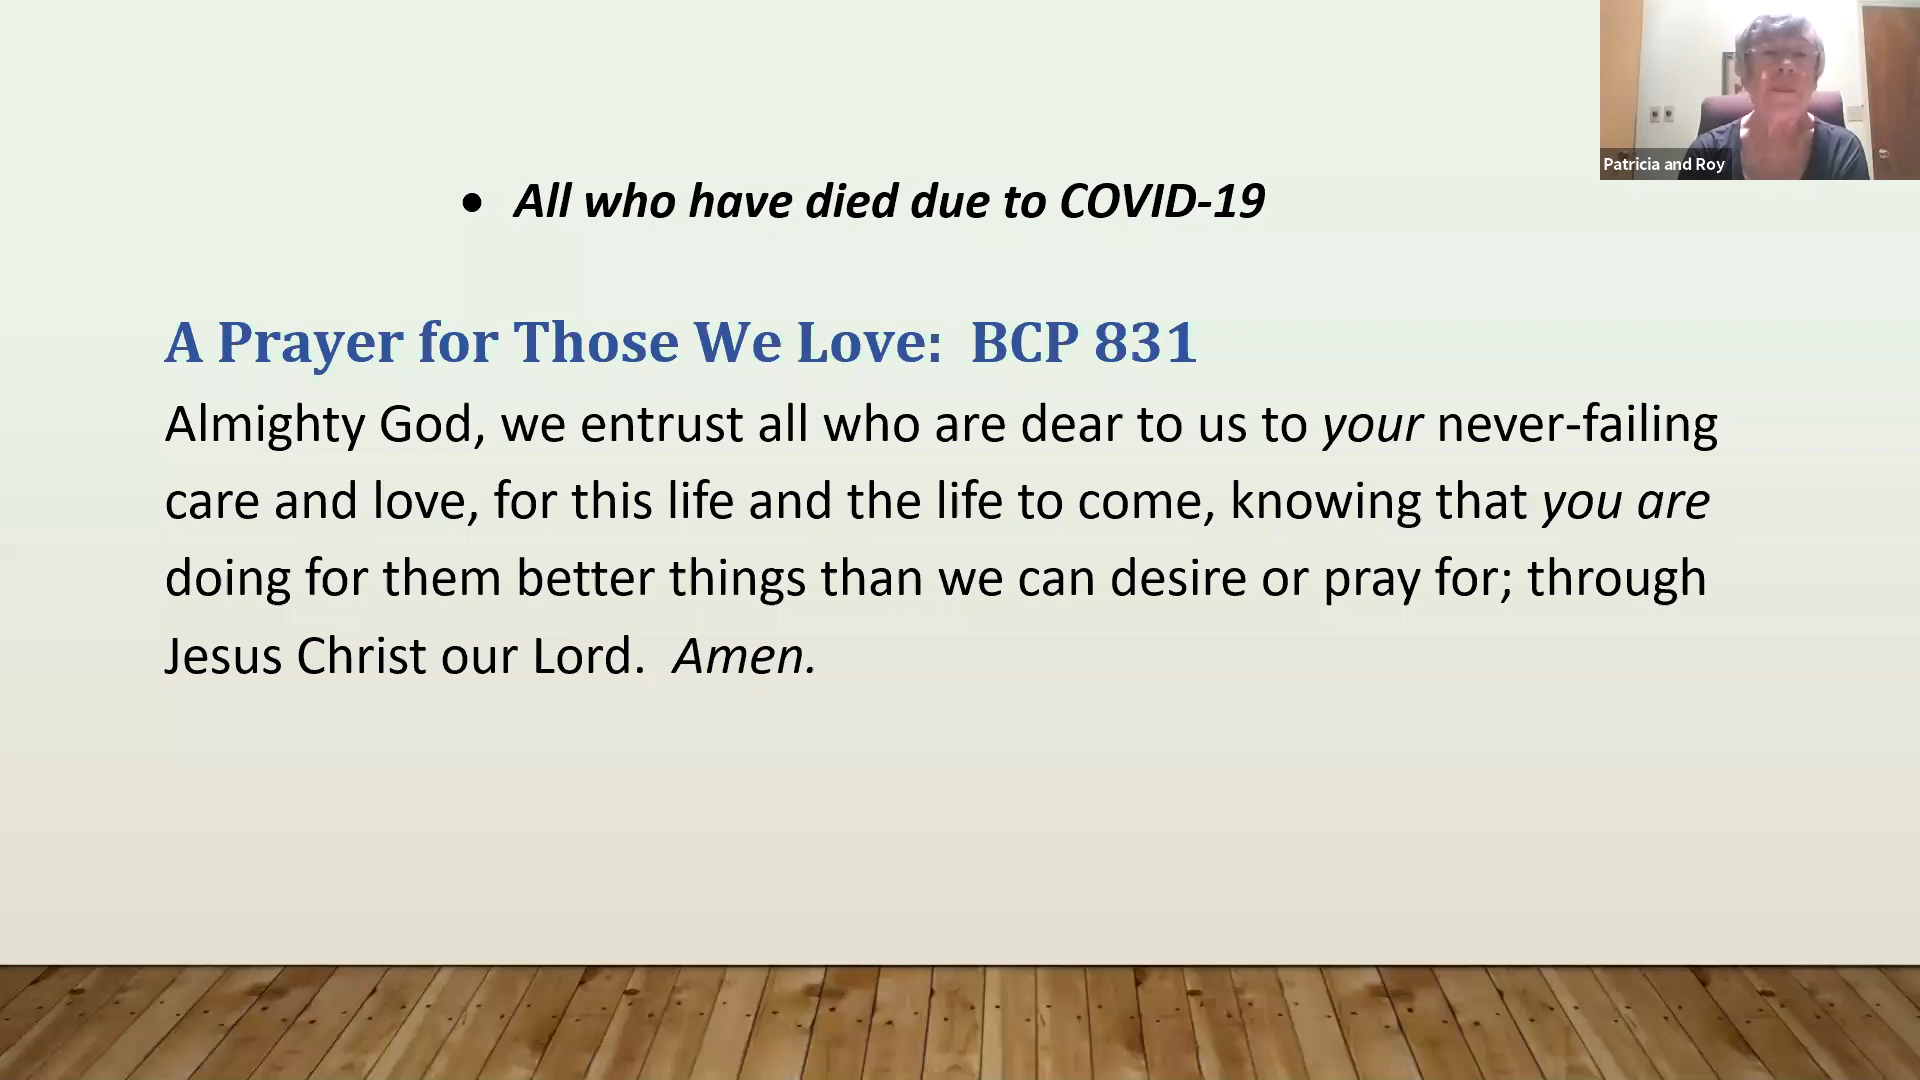 Patricia and Roy
• All who have died due to COVID-19
A Prayer for Those We Love: BCP 831
Almighty God, we entrust all who are dear to us to your never-failing
care and love, for this life and the life to come, knowing that you are
doing for them better things than we can desire or pray for; through
Jesus Christ our Lord. Amen.